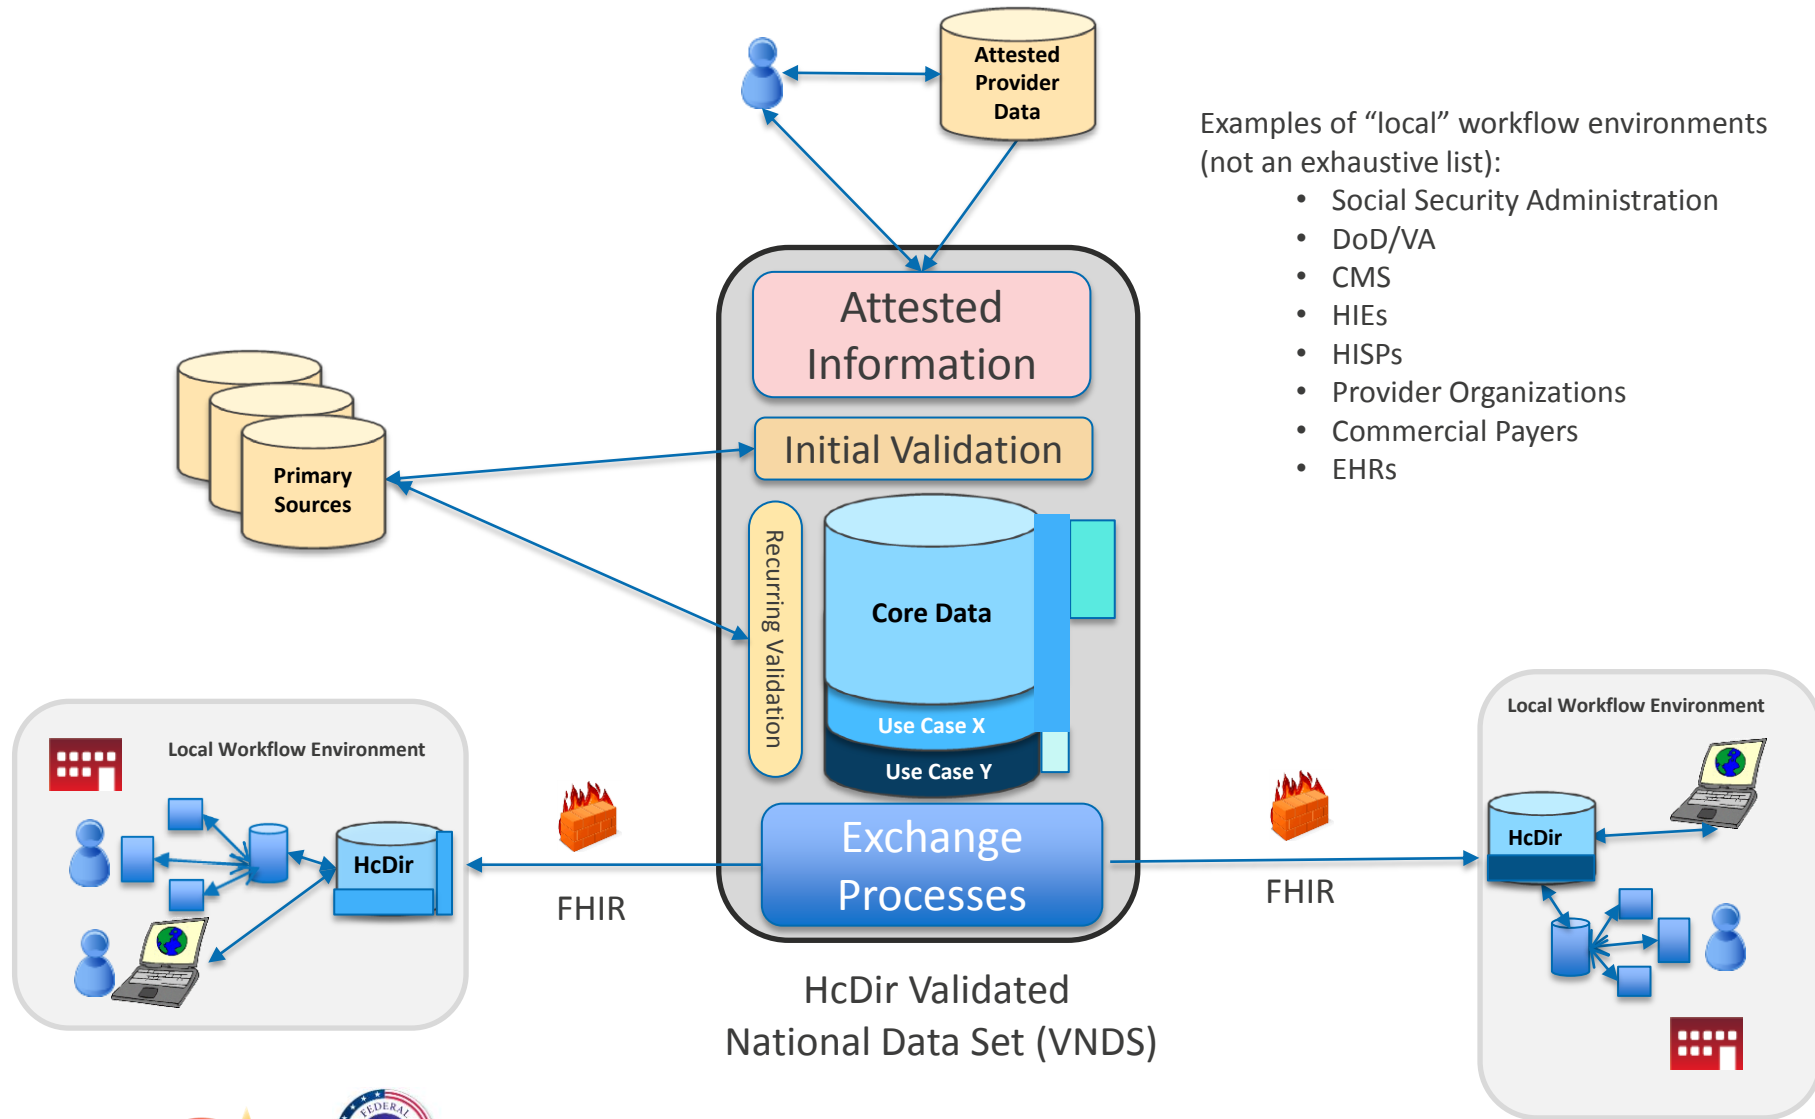 Attested
Provider
Data
Examples of “local” workflow environments
(not an exhaustive list):
• Social Security Administration
• DoD/VA
• CMS
• HIEs
• HISPs
• Provider Organizations
• Commercial Payers
• EHRs
Attested
Information
Initial Validation
Primary
Sources
Recurring Validation
Core Data
Use Case X
Use Case Y
Local Workflow Environment
HcDir
FHIR
Exchange
Processes
FHIR
Local Workflow Environment
HcDir
HcDir Validated
National Data Set (VNDS)
FEDERAL